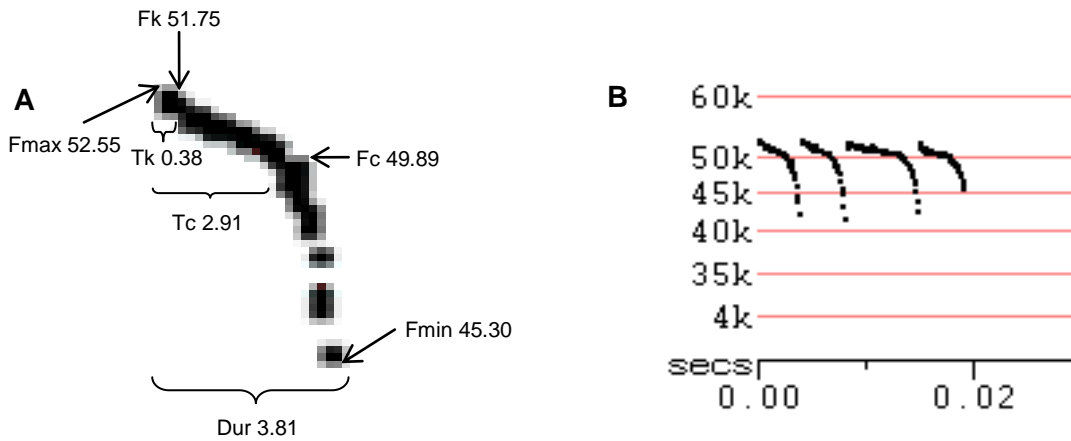 A
Fk 51.75
Fmax 52.55
Tk 0.38
Fc 49.89
Tc 2.91
Fmin 45.30
Dur 3.81
B
60k
50k
45k
40k
35k
4k
secs
0.00 0.02